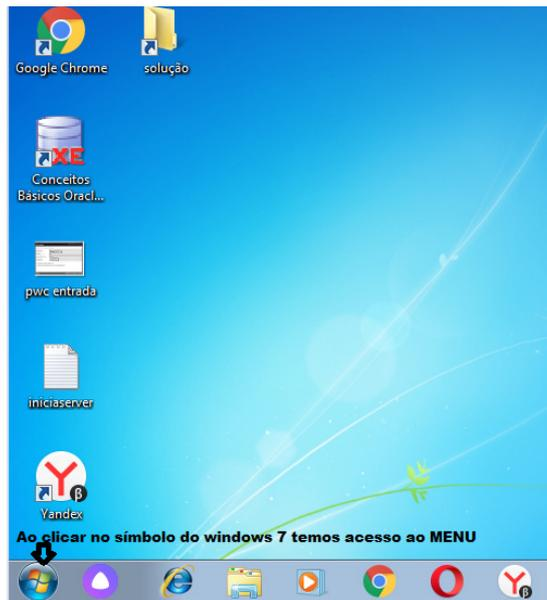 Google Chrome
solução
XE
Conceitos
Básicos Oracl...
pwc entrada
iniciaserver
Y β
Yandex
Ao clicar no símbolo do windows 7 temos acesso ao MENU
Y β